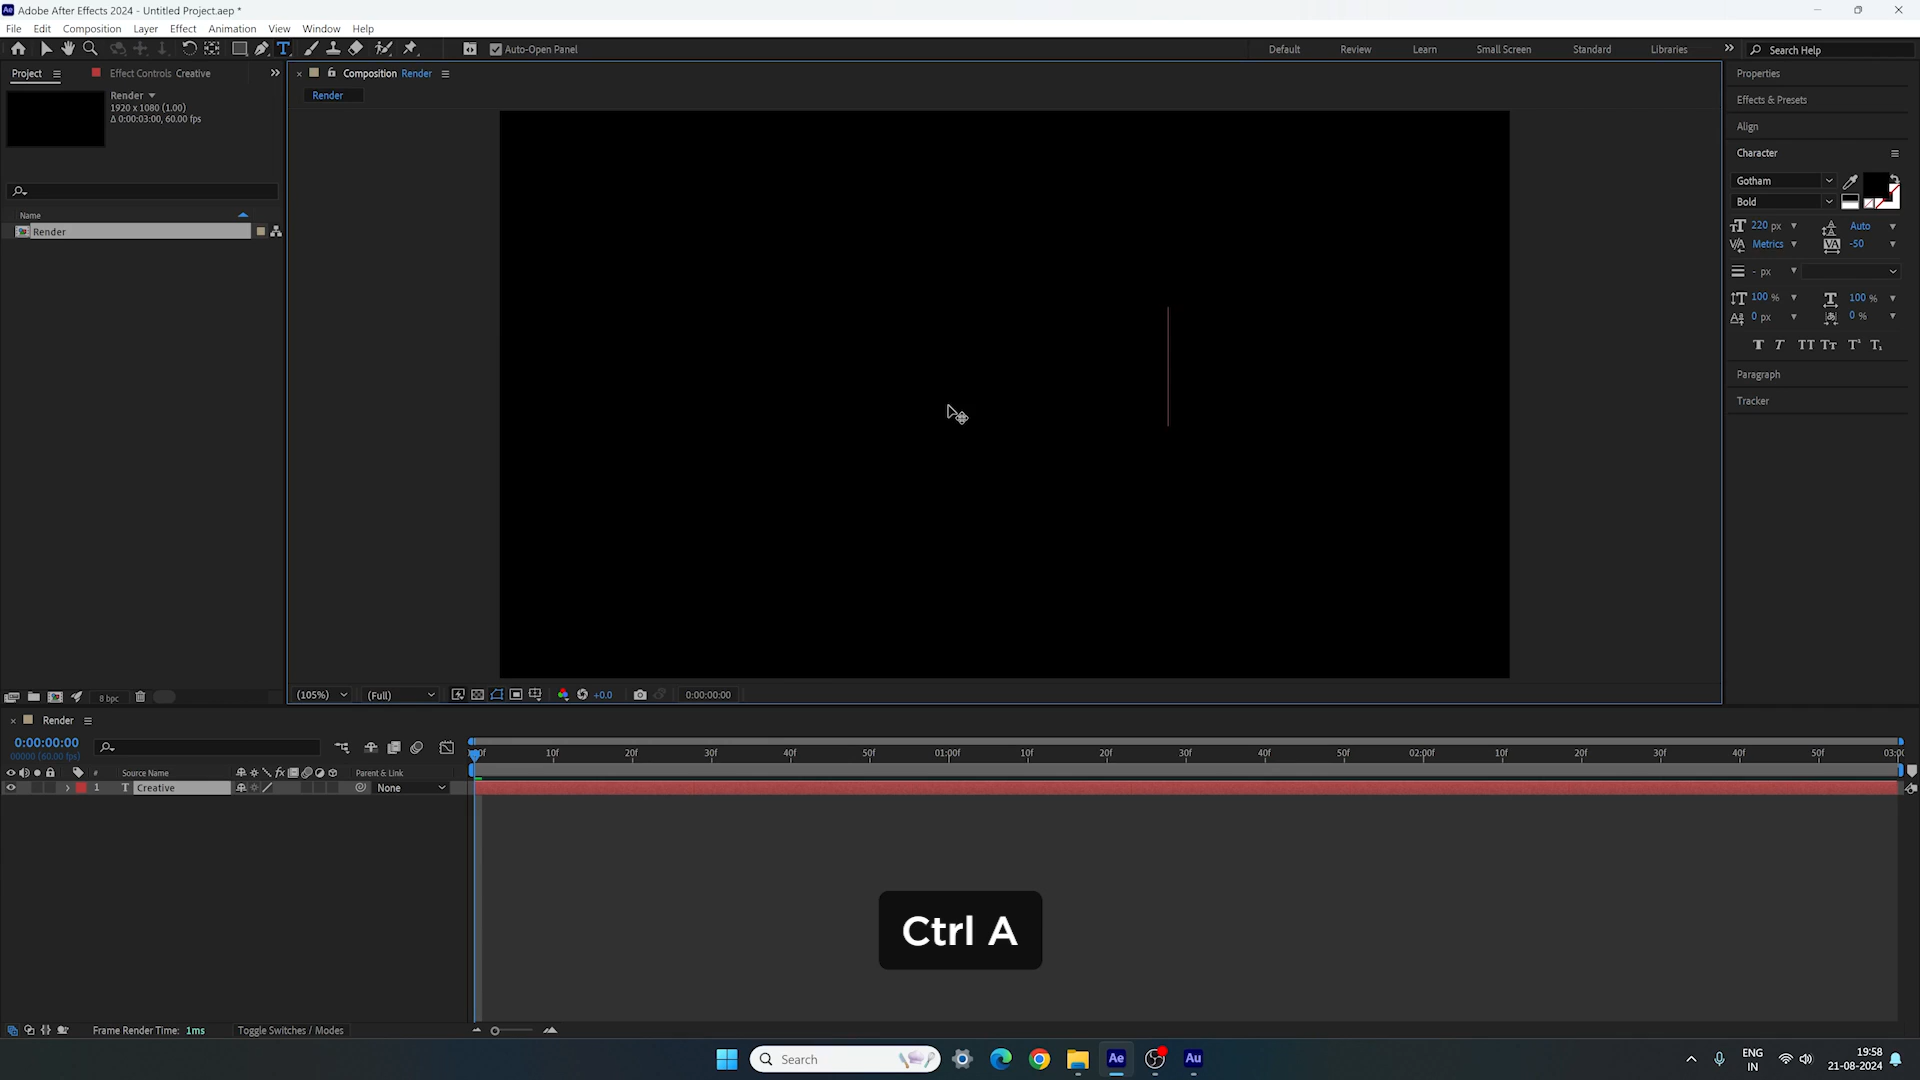 Adobe After Effects 2024 - Untitled Project.aep *
File Edit Composition Layer Effect Animation View Window Help
Auto-Open Panel
Default Review Learn Small Screen Standard Libraries
Search Help
Project
Effect Controls Creative
Composition Render
Render
Render
1920 x 1080 (1.00)
Δ 0:00:03:00, 60.00 fps
Name
Render
Properties
Effects & Presets
Align
Character
Gotham
Bold
220 px Auto
Metrics -50
- px
100 % 100 %
0 px 0 %
Paragraph
Tracker
8 bpc
(105%) (Full) +0.0 0:00:00:00
Render
0:00:00:00
00000 (60.00 fps)
10f 20f 30f 40f 50f 01:00f 10f 20f 30f 40f 50f 02:00f 10f 20f 30f 40f 50f
# Source Name fx Parent & Link
1 T Creative None
Ctrl A
Frame Render Time: 1ms Toggle Switches / Modes
Search
Ae Au
ENG
IN
19:58
21-08-2024